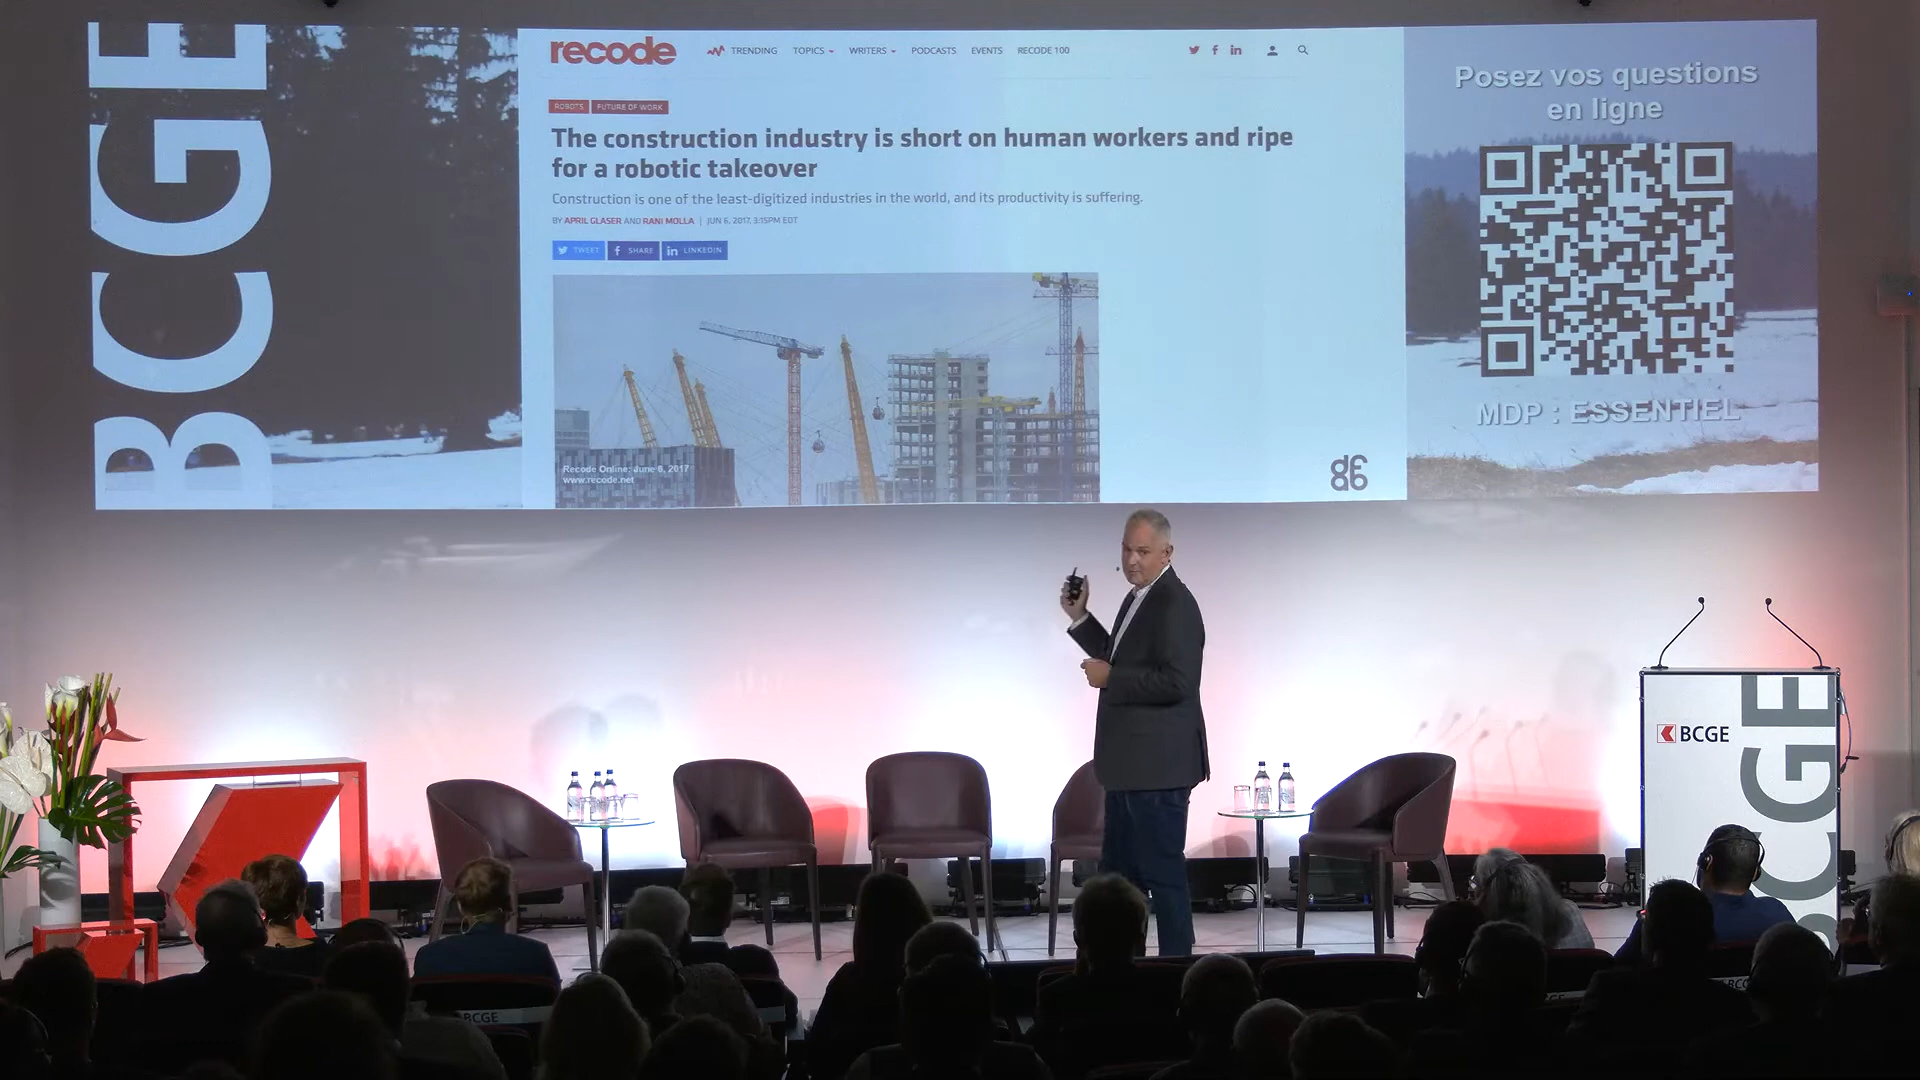 BCGE
recode
TRENDING TOPICS WRITERS PODCASTS EVENTS RECODE 100
ROBOTS FUTURE OF WORK
The construction industry is short on human workers and ripe
for a robotic takeover
Construction is one of the least-digitized industries in the world, and its productivity is suffering.
BY APRIL GLASER AND RANI MOLLA | JUN 6, 2017, 3:15PM EDT
TWEET SHARE LINKEDIN
Recode Online: June 6, 2017
www.recode.net
Posez vos questions
en ligne
MDP : ESSENTIEL
BCGE
BCGE
BCGE